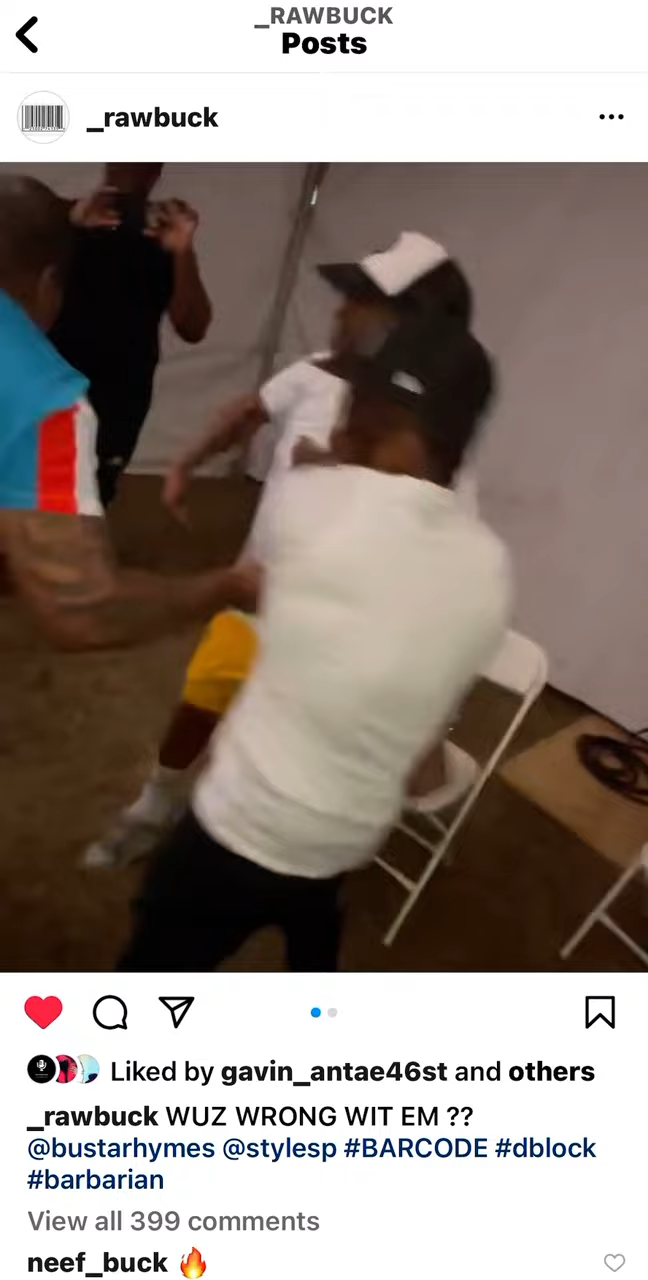 _RAWBUCK
Posts
_rawbuck
Liked by gavin_antae46st and others
_rawbuck WUZ WRONG WIT EM ??
@bustarhymes @stylesp #BARCODE #dblock
#barbarian
View all 399 comments
neef_buck 🔥